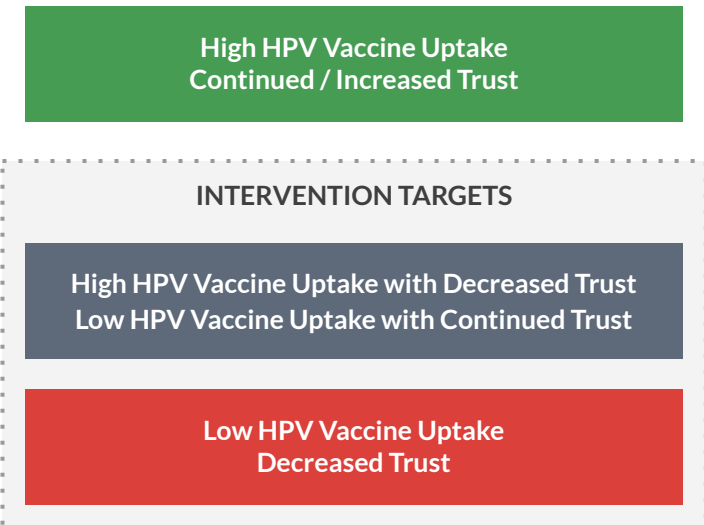 High HPV Vaccine Uptake
Continued / Increased Trust
INTERVENTION TARGETS
High HPV Vaccine Uptake with Decreased Trust
Low HPV Vaccine Uptake with Continued Trust
Low HPV Vaccine Uptake
Decreased Trust